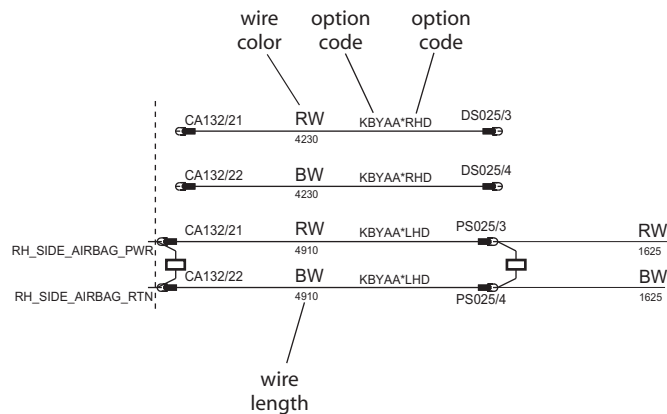 wire color
option code
option code
CA132/21 RW KBYAA*RHD DS025/3
4230
CA132/22 BW KBYAA*RHD DS025/4
4230
CA132/21 RW KBYAA*LHD PS025/3 RW
RH_SIDE_AIRBAG_PWR 4910 1625
CA132/22 BW KBYAA*LHD BW
RH_SIDE_AIRBAG_RTN 4910 PS025/4 1625
wire length